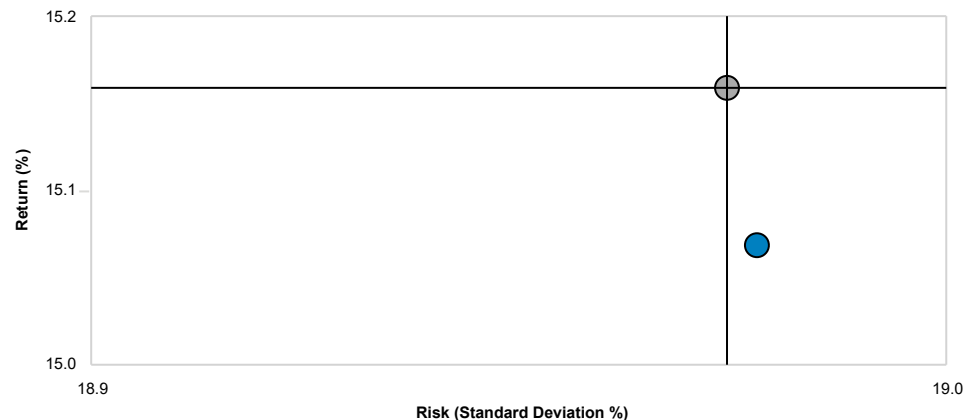 15.2
15.1
15.0
Return (%)
18.9
19.0
Risk (Standard Deviation %)